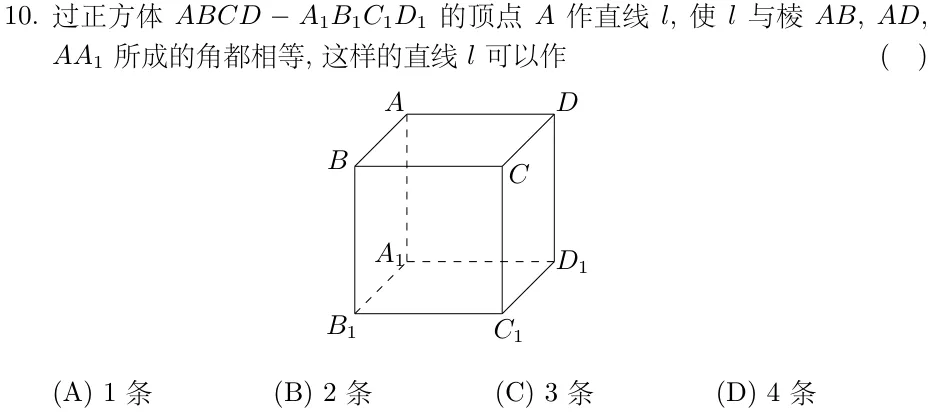 10. 过正方体 ABCD − A₁B₁C₁D₁ 的顶点 A 作直线 l, 使 l 与棱 AB, AD,
AA₁ 所成的角都相等, 这样的直线 l 可以作 ( )
A D
B C
A₁ D₁
B₁ C₁
(A) 1 条 (B) 2 条 (C) 3 条 (D) 4 条